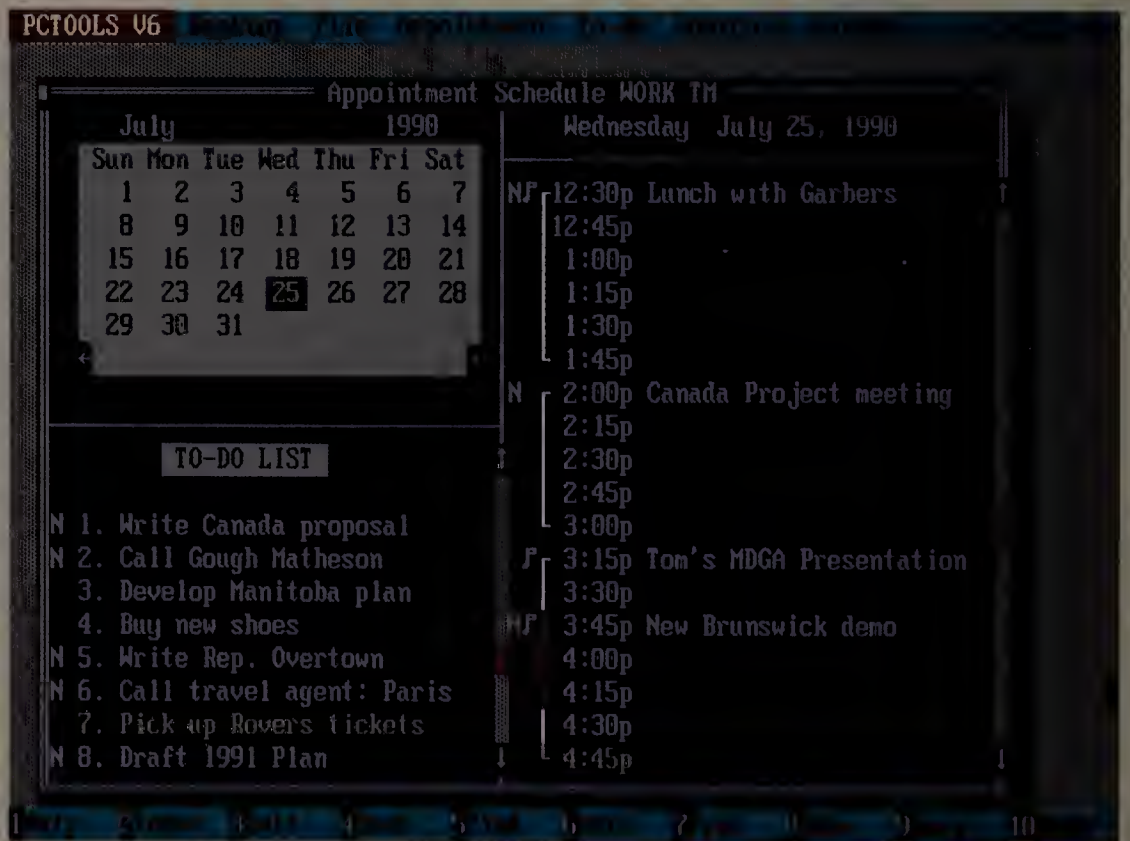 PCTOOLS V6
Appointment Schedule WORK TM
July 1990
Sun Mon Tue Wed Thu Fri Sat
1 2 3 4 5 6 7
8 9 10 11 12 13 14
15 16 17 18 19 20 21
22 23 24 25 26 27 28
29 30 31
TO-DO LIST
N 1. Write Canada proposal
N 2. Call Gough Matheson
3. Develop Manitoba plan
4. Buy new shoes
N 5. Write Rep. Overtown
N 6. Call travel agent: Paris
7. Pick up Rovers tickets
N 8. Draft 1991 Plan
Wednesday July 25, 1990
N♪ 12:30p Lunch with Garbers
12:45p
1:00p
1:15p
1:30p
1:45p
N 2:00p Canada Project meeting
2:15p
2:30p
2:45p
3:00p
♪ 3:15p Tom's MDGA Presentation
3:30p
N♪ 3:45p New Brunswick demo
4:00p
4:15p
4:30p
4:45p